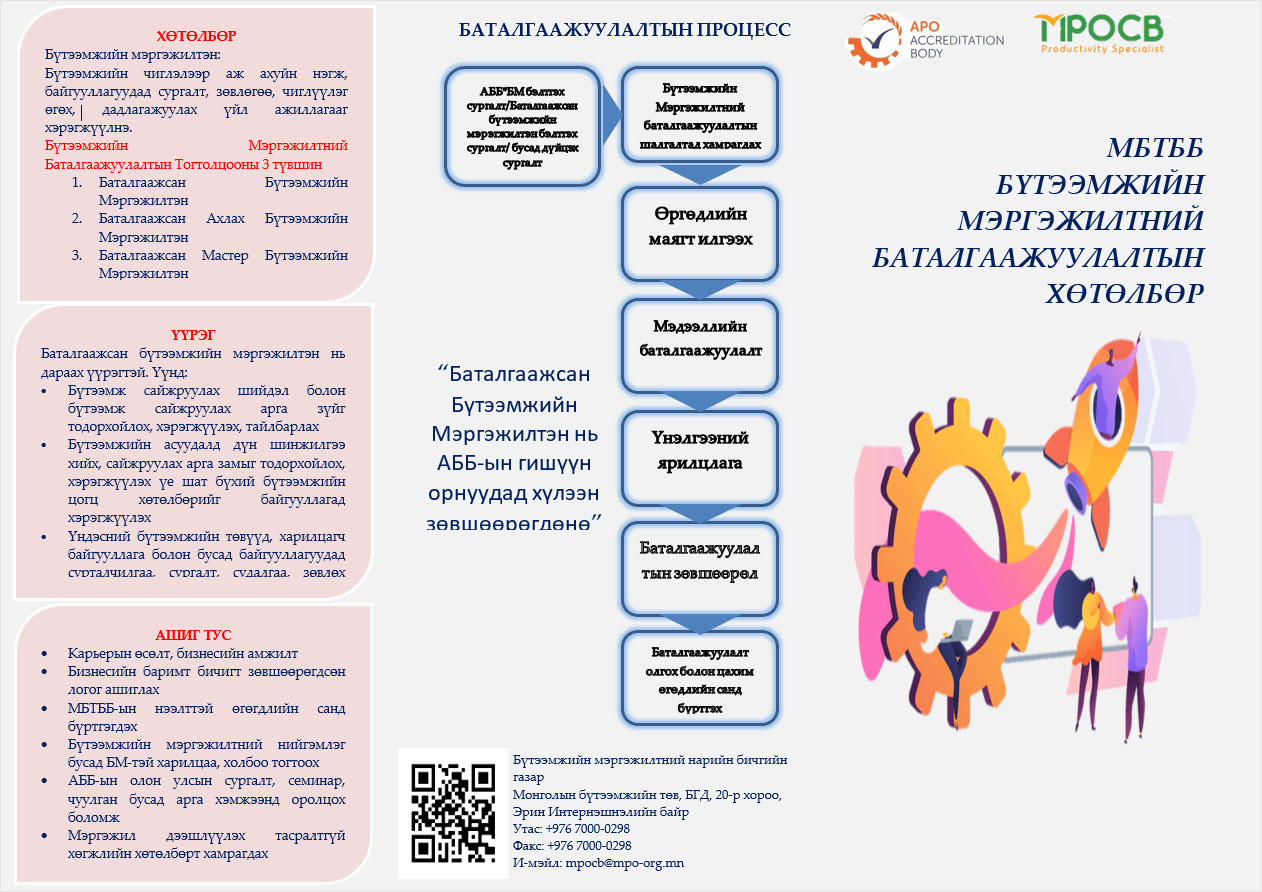 ХӨТӨЛБӨР
Бүтээмжийн мэргэжилтэн:
Бүтээмжийн чиглэлээр аж ахуйн нэгж,
байгууллагуудад сургалт, зөвлөгөө, чиглүүлэг
өгөх, дадлагажуулах үйл ажиллагааг
хэрэгжүүлнэ.
Бүтээмжийн Мэргэжилтний
Баталгаажуулалтын Тогтолцооны 3 түвшин
1. Баталгаажсан Бүтээмжийн
Мэргэжилтэн
2. Баталгаажсан Ахлах Бүтээмжийн
Мэргэжилтэн
3. Баталгаажсан Мастер Бүтээмжийн
Мэргэжилтэн
ҮҮРЭГ
Баталгаажсан бүтээмжийн мэргэжилтэн нь
дараах үүрэгтэй. Үүнд:
• Бүтээмж сайжруулах шийдэл болон
бүтээмж сайжруулах арга зүйг
тодорхойлох, хэрэгжүүлэх, тайлбарлах
• Бүтээмжийн асуудалд дүн шинжилгээ
хийх, сайжруулах арга замыг тодорхойлох,
хэрэгжүүлэх үе шат бүхий бүтээмжийн
цогц хөтөлбөрийг байгууллагад
хэрэгжүүлэх
• Үндэсний бүтээмжийн төвүүд, харилцагч
байгууллага болон бусад байгууллагуудад
сурталчилгаа, сургалт, судалгаа, зөвлөх
АШИГ ТУС
• Карьерын өсөлт, бизнесийн амжилт
• Бизнесийн баримт бичигт зөвшөөрөгдсөн
логог ашиглах
• МБТББ-ын нээлттэй өгөгдлийн санд
бүртгэгдэх
• Бүтээмжийн мэргэжилтний нийгэмлэг
бусад БМ-тэй харилцаа, холбоо тогтоох
• АББ-ын олон улсын сургалт, семинар,
чуулган бусад арга хэмжээнд оролцох
боломж
• Мэргэжил дээшлүүлэх тасралтгүй
хөгжлийн хөтөлбөрт хамрагдах
БАТАЛГААЖУУЛАЛТЫН ПРОЦЕСС
АББ*БМ бэлтгэх
сургалт/Баталгаажсан
бүтээмжийн
мэрэгжилтэн бэлтгэх
сургалт/ бусад дүйцэх
сургалт
Бүтээмжийн
Мэргэжилтний
баталгаажуулалтын
шалгалтад хамрагдах
Өргөдлийн
маягт илгээх
Мэдээллийн
баталгаажуулалт
Үнэлгээний
ярилцлага
Баталгаажуулал
тын зөвшөөрөл
Баталгаажуулалт
олгох болон цахим
өгөдлийн санд
бүртгэх
“Баталгаажсан
Бүтээмжийн
Мэргэжилтэн нь
АББ-ын гишүүн
орнуудад хүлээн
зөвшөөрөгдөнө”
Бүтээмжийн мэргэжилтний нарийн бичгийн
газар
Монголын бүтээмжийн төв, БГД, 20-р хороо,
Эрин Интернэшнэлийн байр
Утас: +976 7000-0298
Факс: +976 7000-0298
И-мэйл: mpocb@mpo-org.mn
APO
ACCREDITATION
BODY
MPOCB
Productivity Specialist
МБТББ
БҮТЭЭМЖИЙН
МЭРГЭЖИЛТНИЙ
БАТАЛГААЖУУЛАЛТЫН
ХӨТӨЛБӨР